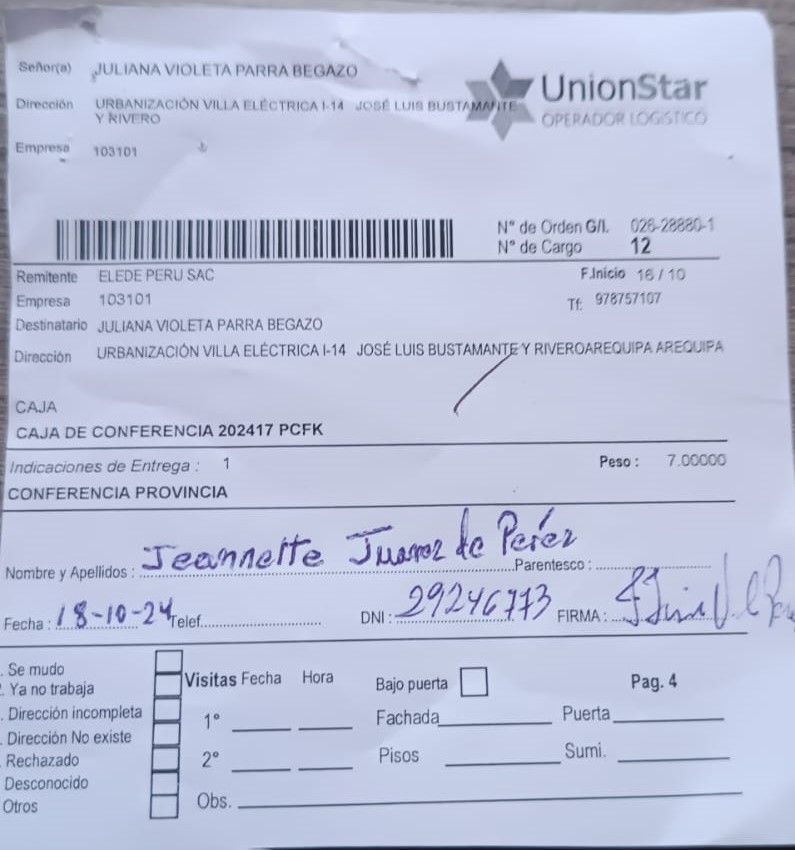 Señor(a) JULIANA VIOLETA PARRA BEGAZO
Dirección URBANIZACIÓN VILLA ELÉCTRICA I-14 JOSÉ LUIS BUSTAMANTE
Y RIVERO
Empresa 103101
UnionStar
OPERADOR LOGISTICO
N° de Orden G/I. 026-28880-1
N° de Cargo 12
Remitente ELEDE PERU SAC F.Inicio 16 / 10
Empresa 103101 Tf: 978757107
Destinatario JULIANA VIOLETA PARRA BEGAZO
Dirección URBANIZACIÓN VILLA ELÉCTRICA I-14 JOSÉ LUIS BUSTAMANTE Y RIVEROAREQUIPA AREQUIPA
CAJA
CAJA DE CONFERENCIA 202417 PCFK
Indicaciones de Entrega : 1 Peso : 7.00000
CONFERENCIA PROVINCIA
Nombre y Apellidos : Jeannette Juarez de Perez Parentesco :
Fecha : 18-10-24 Telef. DNI : 29246773 FIRMA :
. Se mudo
. Ya no trabaja
. Dirección incompleta
. Dirección No existe
. Rechazado
Desconocido
Otros
Visitas Fecha Hora Bajo puerta Pag. 4
1° Fachada Puerta
2° Pisos Sumi.
Obs.